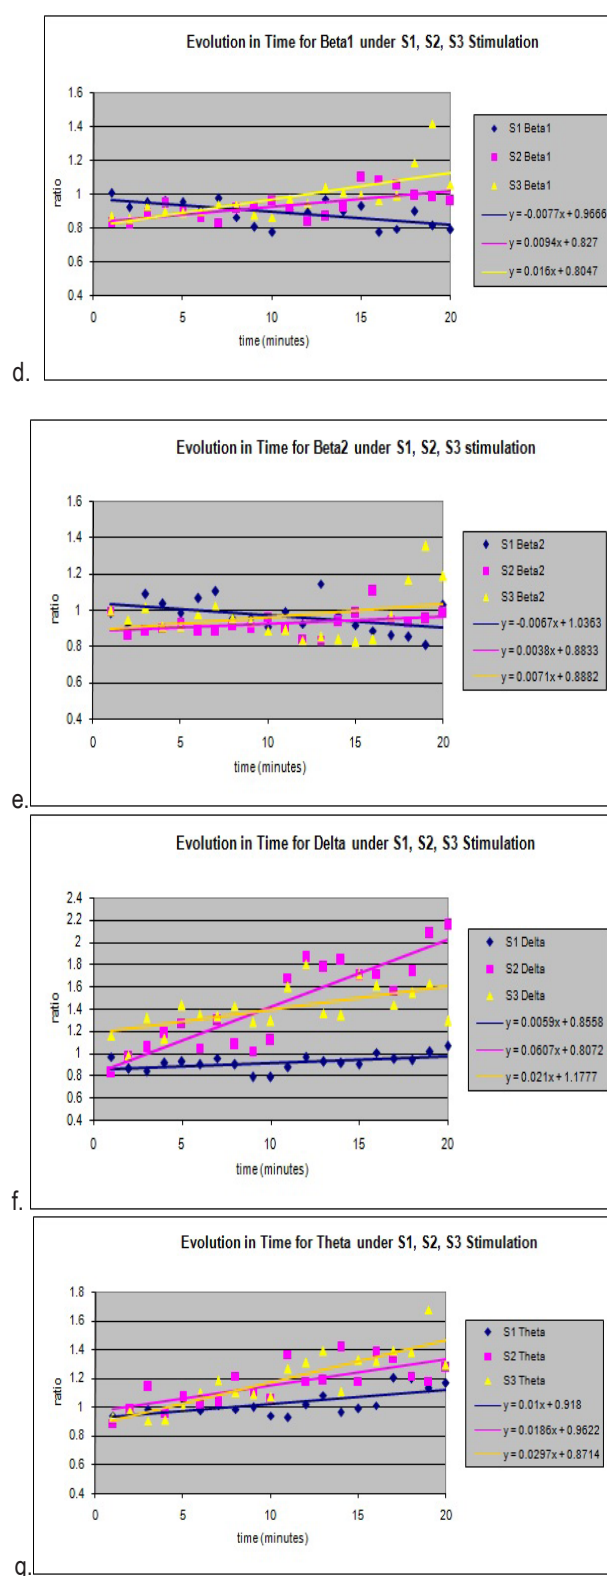 Evolution in Time for Beta1 under S1, S2, S3 Stimulation
1.6
1.4
1.2
1
0.8
0.6
0.4
ratio
0 5 10 15 20
time (minutes)
S1 Beta1
S2 Beta1
S3 Beta1
y = -0.0077x + 0.9666
y = 0.0094x + 0.827
y = 0.016x + 0.8047
d.
Evolution in Time for Beta2 under S1, S2, S3 stimulation
1.6
1.4
1.2
1
0.8
0.6
0.4
ratio
0 5 10 15 20
time (minutes)
S1 Beta2
S2 Beta2
S3 Beta2
y = -0.0067x + 1.0363
y = 0.0038x + 0.8833
y = 0.0071x + 0.8882
e.
Evolution in Time for Delta under S1, S2, S3 Stimulation
2.4
2.2
2
1.8
1.6
1.4
1.2
1
0.8
0.6
0.4
ratio
0 5 10 15 20
time (minutes)
S1 Delta
S2 Delta
S3 Delta
y = 0.0059x + 0.8558
y = 0.0607x + 0.8072
y = 0.021x + 1.1777
f.
Evolution in Time for Theta under S1, S2, S3 Stimulation
1.8
1.6
1.4
1.2
1
0.8
0.6
0.4
ratio
0 5 10 15 20
time (minutes)
S1 Theta
S2 Theta
S3 Theta
y = 0.01x + 0.918
y = 0.0186x + 0.9622
y = 0.0297x + 0.8714
g.